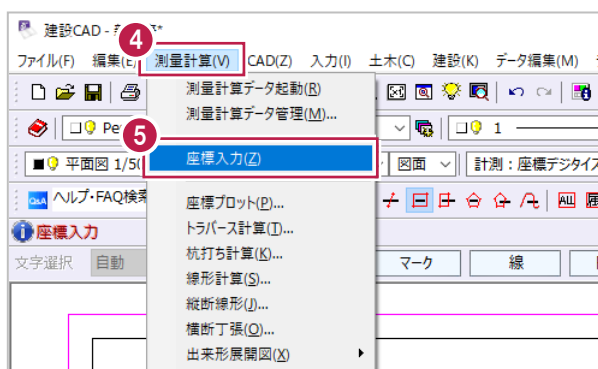 建設CAD -
4
ファイル(F) 編集(E) 測量計算(V) CAD(Z) 入力(I) 土木(C) 建設(K) データ編集(M)
測量計算データ起動(R)
測量計算データ管理(M)...
Pe 1
5
座標入力(Z)
平面図 1/50 図面 計測:座標デジタイズ
Q&A ヘルプ・FAQ検索 ALL
座標プロット(P)...
座標入力
トラバース計算(T)...
文字選択 自動 マーク 線
杭打ち計算(K)...
線形計算(S)...
縦断線形(J)...
横断丁張(O)...
出来形展開図(X)